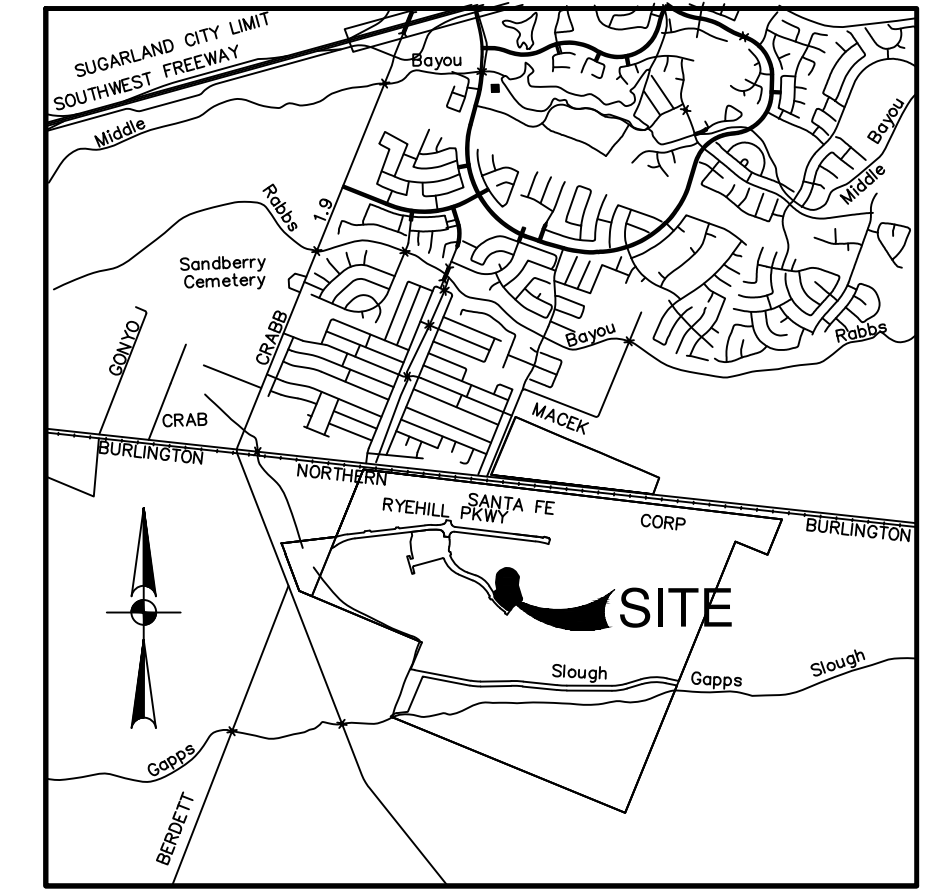 SUGARLAND CITY LIMIT
SOUTHWEST FREEWAY
Bayou
Middle
Bayou
Middle
Rabbs
1.9
Sandberry
Cemetery
GONYO
CRABB
Bayou
Rabbs
CRAB
MACEK
BURLINGTON
NORTHERN
SANTA FE
RYEHILL PKWY
CORP
BURLINGTON
SITE
Slough
Gapps
Slough
Gapps
BERDETT